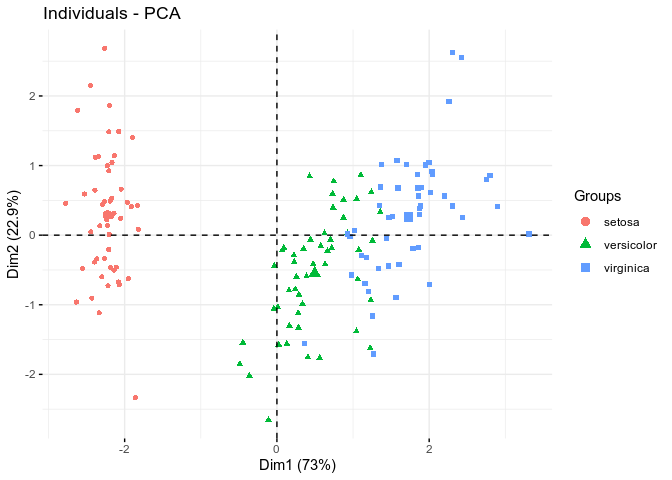 Individuals - PCA
2
1
0
-1
-2
Dim2 (22.9%)
-2
0
2
Dim1 (73%)
Groups
setosa
versicolor
virginica